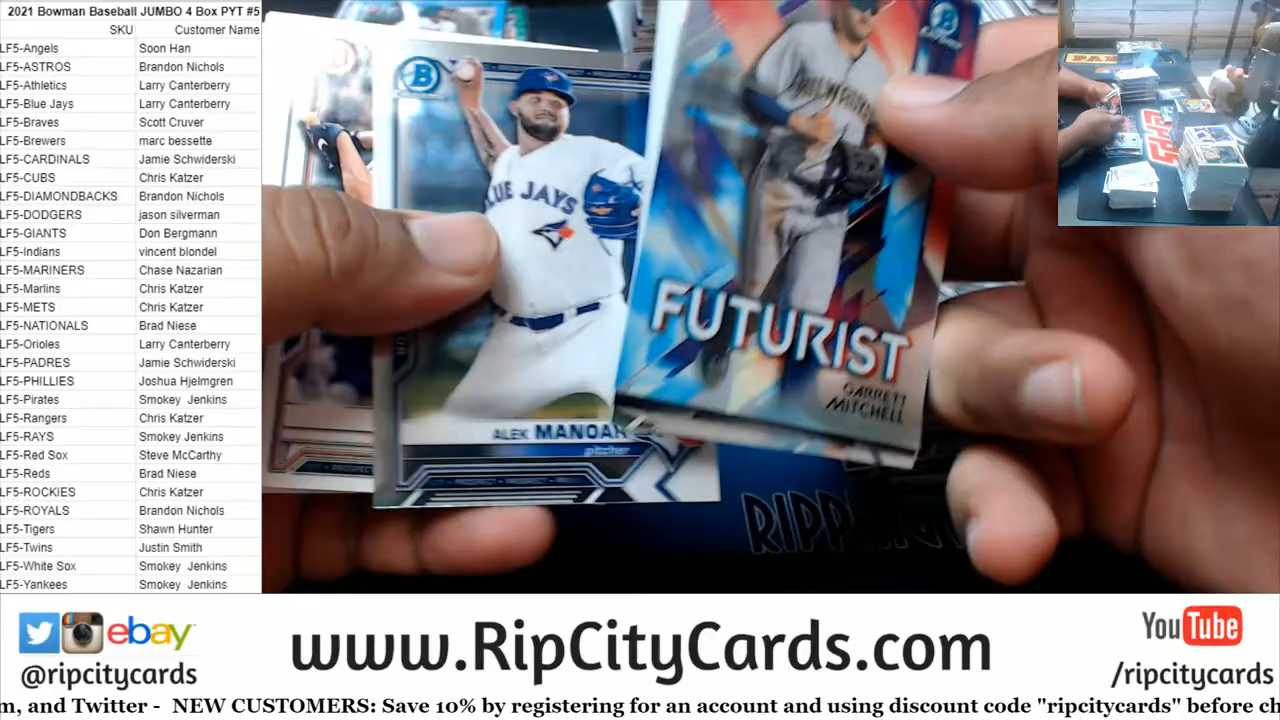 2021 Bowman Baseball JUMBO 4 Box PYT #5
SKU Customer Name
LF5-Angels Soon Han
LF5-ASTROS Brandon Nichols
LF5-Athletics Larry Canterberry
LF5-Blue Jays Larry Canterberry
LF5-Braves Scott Cruver
LF5-Brewers marc bessette
LF5-CARDINALS Jamie Schwiderski
LF5-CUBS Chris Katzer
LF5-DIAMONDBACKS Brandon Nichols
LF5-DODGERS jason silverman
LF5-GIANTS Don Bergmann
LF5-Indians vincent blondel
LF5-MARINERS Chase Nazarian
LF5-Marlins Chris Katzer
LF5-METS Chris Katzer
LF5-NATIONALS Brad Niese
LF5-Orioles Larry Canterberry
LF5-PADRES Jamie Schwiderski
LF5-PHILLIES Joshua Hjelmgren
LF5-Pirates Smokey Jenkins
LF5-Rangers Chris Katzer
LF5-RAYS Smokey Jenkins
LF5-Red Sox Steve McCarthy
LF5-Reds Brad Niese
LF5-ROCKIES Chris Katzer
LF5-ROYALS Brandon Nichols
LF5-Tigers Shawn Hunter
LF5-Twins Justin Smith
LF5-White Sox Smokey Jenkins
LF5-Yankees Smokey Jenkins
B
BLUE JAYS
ALEK MANOAH
pitcher
PROSPECT
FUTURIST
GARRETT
MITCHELL
ebay
@ripcitycards
www.RipCityCards.com
YouTube
/ripcitycards
m, and Twitter - NEW CUSTOMERS: Save 10% by registering for an account and using discount code "ripcitycards" before ch